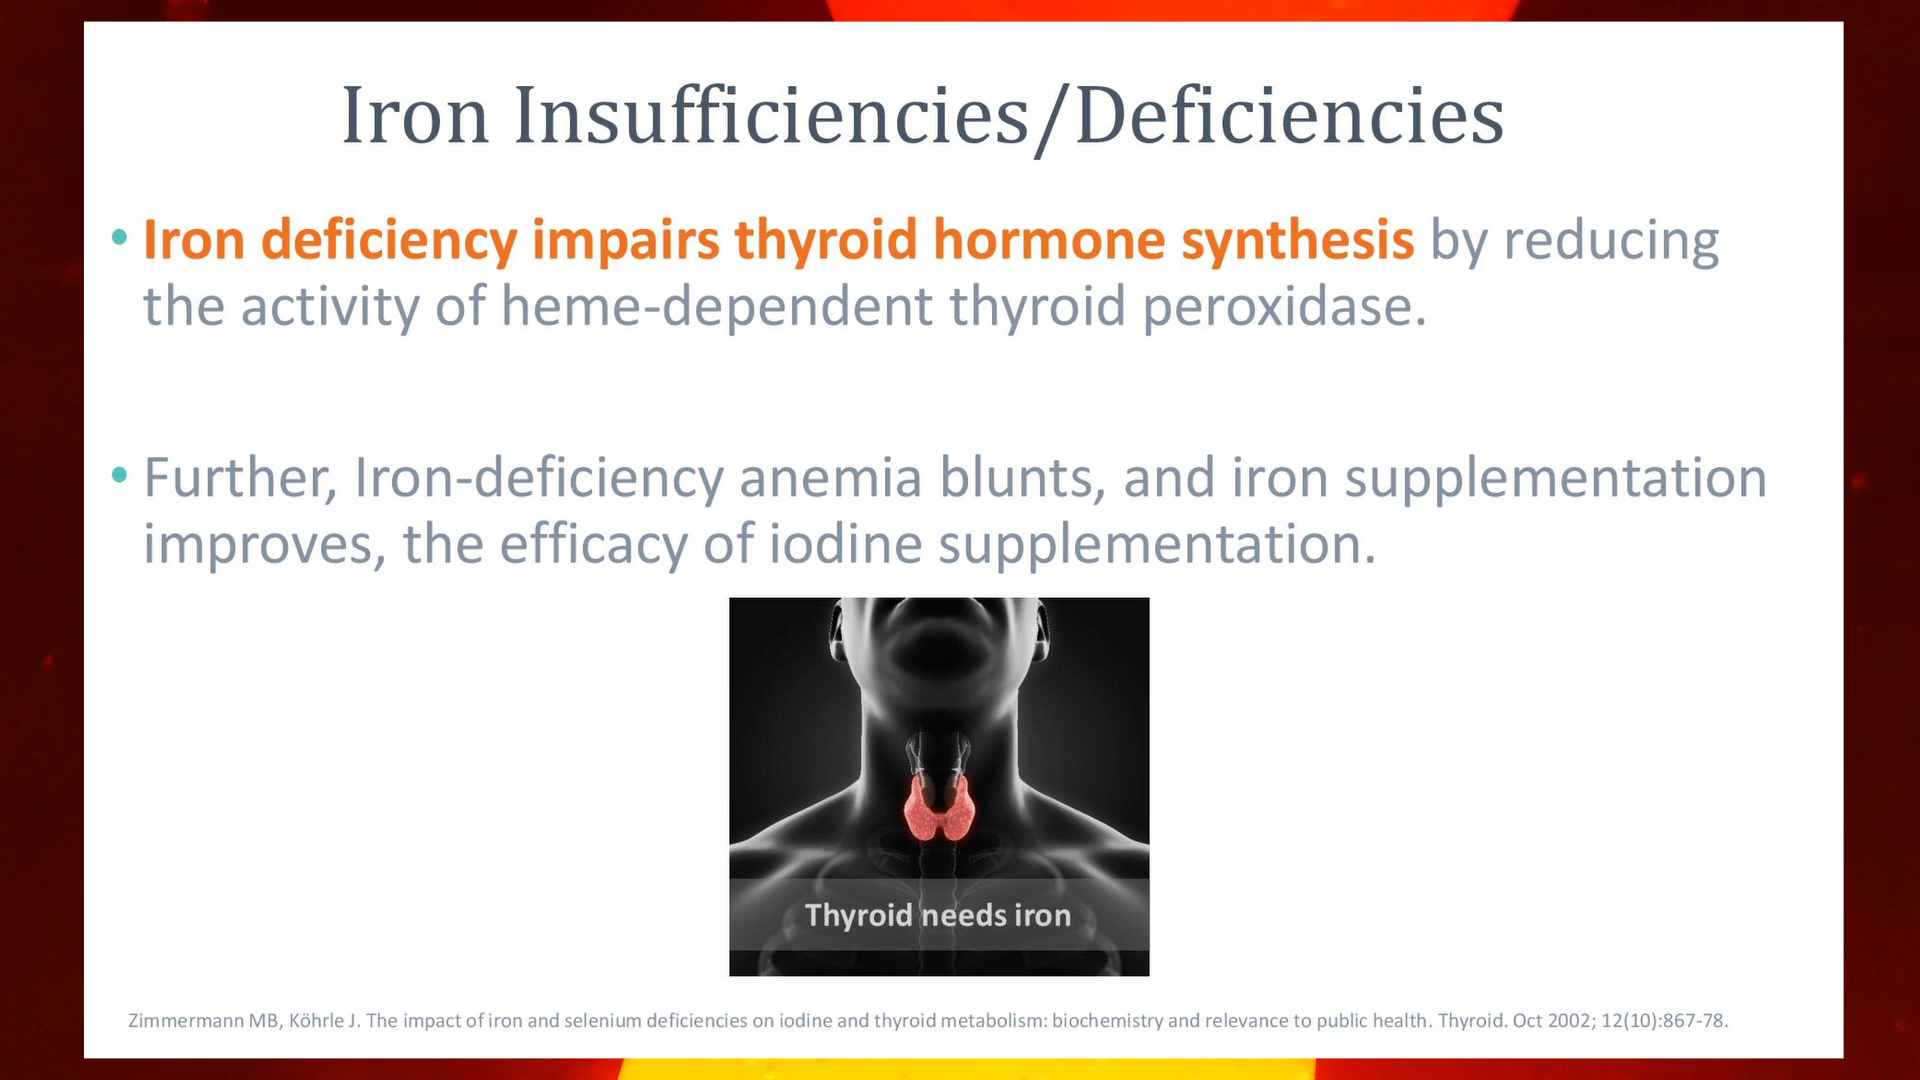 Iron Insufficiencies/Deficiencies
• Iron deficiency impairs thyroid hormone synthesis by reducing
the activity of heme-dependent thyroid peroxidase.
• Further, Iron-deficiency anemia blunts, and iron supplementation
improves, the efficacy of iodine supplementation.
Thyroid needs iron
Zimmermann MB, Köhrle J. The impact of iron and selenium deficiencies on iodine and thyroid metabolism: biochemistry and relevance to public health. Thyroid. Oct 2002; 12(10):867-78.